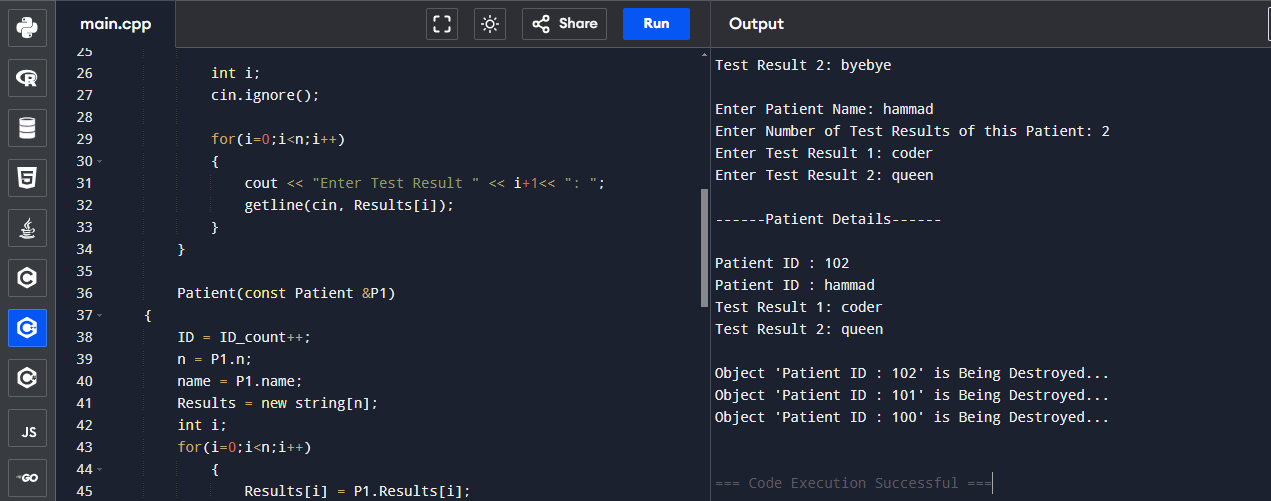 main.cpp
Share
Run
Output
25
26 int i;
27 cin.ignore();
28
29 for(i=0;i<n;i++)
30 {
31 cout << "Enter Test Result " << i+1<< ": ";
32 getline(cin, Results[i]);
33 }
34 }
35
36 Patient(const Patient &P1)
37 {
38 ID = ID_count++;
39 n = P1.n;
40 name = P1.name;
41 Results = new string[n];
42 int i;
43 for(i=0;i<n;i++)
44 {
45 Results[i] = P1.Results[i];
Test Result 2: byebye
Enter Patient Name: hammad
Enter Number of Test Results of this Patient: 2
Enter Test Result 1: coder
Enter Test Result 2: queen
------Patient Details------
Patient ID : 102
Patient ID : hammad
Test Result 1: coder
Test Result 2: queen
Object 'Patient ID : 102' is Being Destroyed...
Object 'Patient ID : 101' is Being Destroyed...
Object 'Patient ID : 100' is Being Destroyed...
=== Code Execution Successful ===
R
5
C
C
C
JS
GO